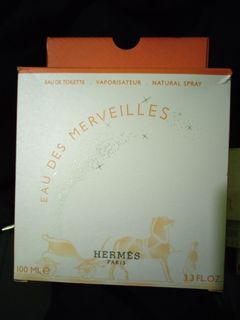 EAU DE TOILETTE . VAPORISATEUR . NATURAL SPRAY
EAU DES MERVEILLES
HERMÈS
PARIS
100 ML ℮
3.3 FL.OZ.